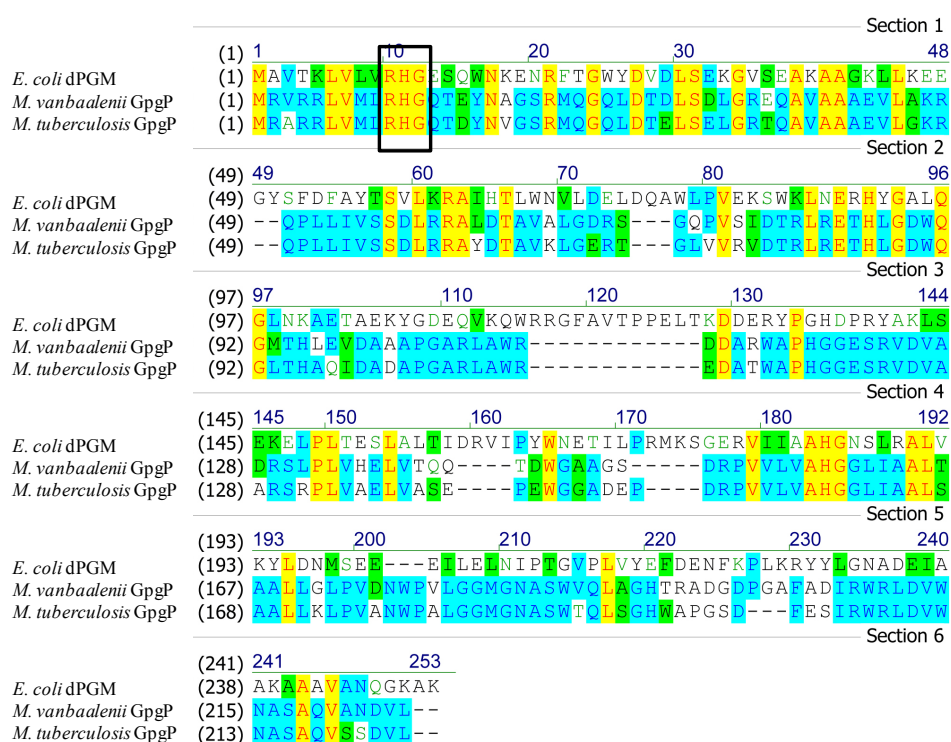 Section 1
(1) 1 10 20 30 48
E. coli dPGM (1) MAVTKLVLVRHGESQWNKENRFTGWYDVDLSEKGVSEAKAAGKLLKEE
M. vanbaalenii GpgP (1) MRVRRLVMLRHGQTEYNAGSRMQGQLDTDLSDLGREQAVAAAEVLAKR
M. tuberculosis GpgP (1) MRARRLVMLRHGQTDYNVGSRMQGQLDTELSELGRTQAVAAAEVLGKR
Section 2
(49) 49 60 70 80 96
E. coli dPGM (49) GYSFDFAYTSVLKRAIHTLWNVLDELDQAWLPVEKSWKLNERHYGALQ
M. vanbaalenii GpgP (49) --QPLLIVSSDLRRALDTAVALGDRS---GQPVSIDTRLRETHLGDWQ
M. tuberculosis GpgP (49) --QPLLIVSSDLRRAYDTAVKLGERT---GLVVRVDTRLRETHLGDWQ
Section 3
(97) 97 110 120 130 144
E. coli dPGM (97) GLNKAETAEKYGDEQVKQWRRGFAVTPPELTKDDERYPGHDPRYAKLS
M. vanbaalenii GpgP (92) GMTHLEVDAAAPGARLAWR------------DDARWAPHGGESRVDVA
M. tuberculosis GpgP (92) GLTHAQIDADAPGARLAWR------------EDATWAPHGGESRVDVA
Section 4
(145) 145 150 160 170 180 192
E. coli dPGM (145) EKELPLTESLALTIDRVIPYWNETILPRMKSGERVIIAAHGNSLRALV
M. vanbaalenii GpgP (128) DRSLPLVHELVTQQ----TDWGAAGS-----DRPVVLVAHGGLIAALT
M. tuberculosis GpgP (128) ARSRPLVAELVASE----PEWGGADEP----DRPVVLVAHGGLIAALS
Section 5
(193) 193 200 210 220 230 240
E. coli dPGM (193) KYLDNMSEE---EILELNIPTGVPLVYEFDENFKPLKRYYLGNADEIA
M. vanbaalenii GpgP (167) AALLGLPVDNWPVLGGMGNASWVQLAGHTRADGDPGAFADIRWRLDVW
M. tuberculosis GpgP (168) AALLKLPVANWPALGGMGNASWTQLSGHWAPGSD---FESIRWRLDVW
Section 6
(241) 241 253
E. coli dPGM (238) AKAAAVANQGKAK
M. vanbaalenii GpgP (215) NASAQVANDVL--
M. tuberculosis GpgP (213) NASAQVSSDVL--